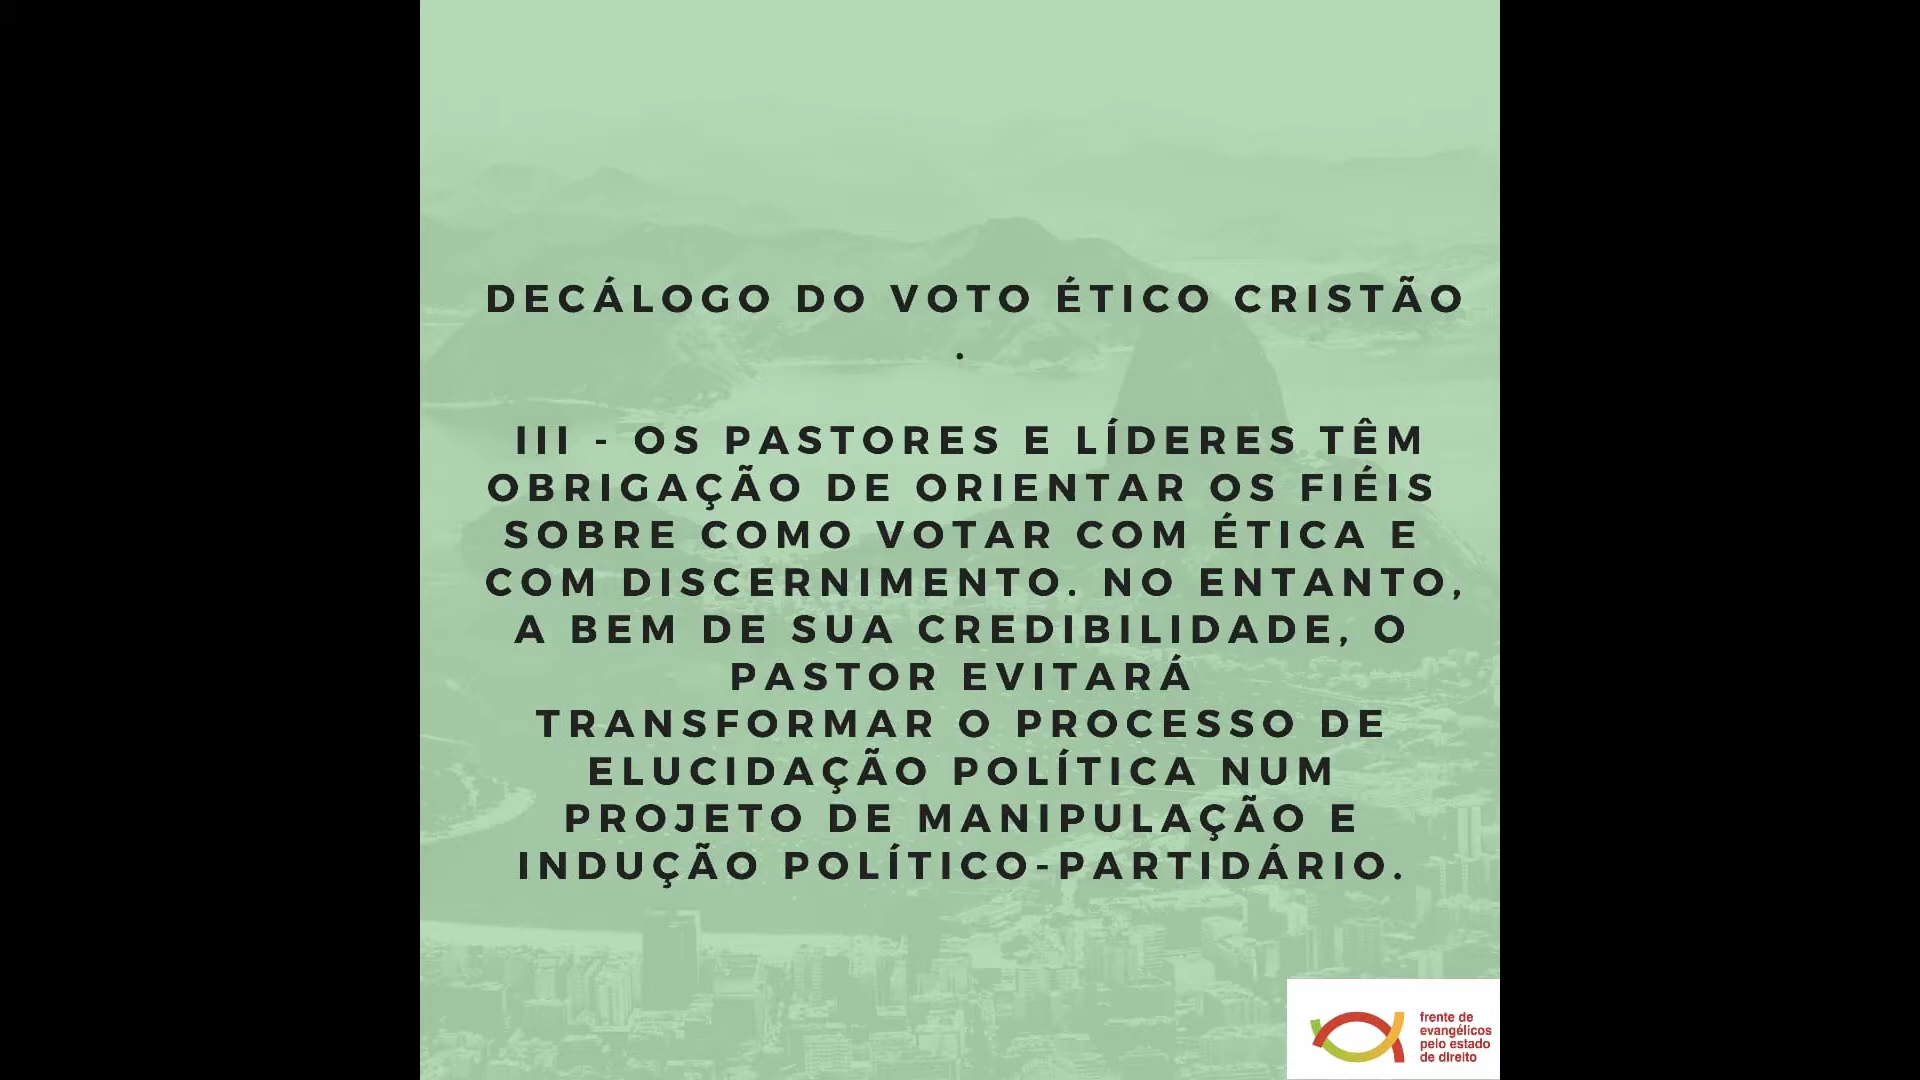 DECÁLOGO DO VOTO ÉTICO CRISTÃO
.
III - OS PASTORES E LÍDERES TÊM
OBRIGAÇÃO DE ORIENTAR OS FIÉIS
SOBRE COMO VOTAR COM ÉTICA E
COM DISCERNIMENTO. NO ENTANTO,
A BEM DE SUA CREDIBILIDADE, O
PASTOR EVITARÁ
TRANSFORMAR O PROCESSO DE
ELUCIDAÇÃO POLÍTICA NUM
PROJETO DE MANIPULAÇÃO E
INDUÇÃO POLÍTICO-PARTIDÁRIO.
frente de
evangélicos
pelo estado
de direito